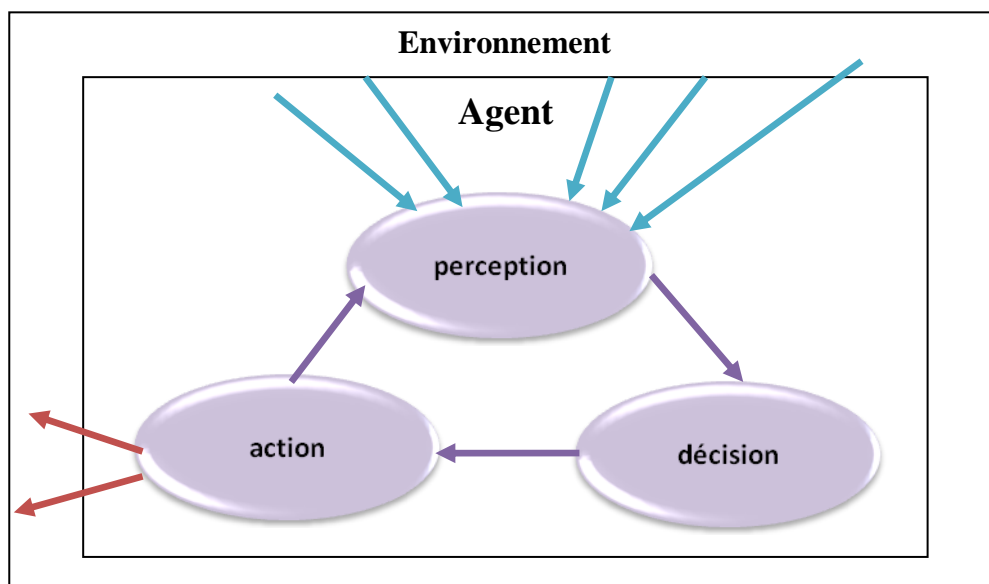 Environnement
Agent
perception
action
décision